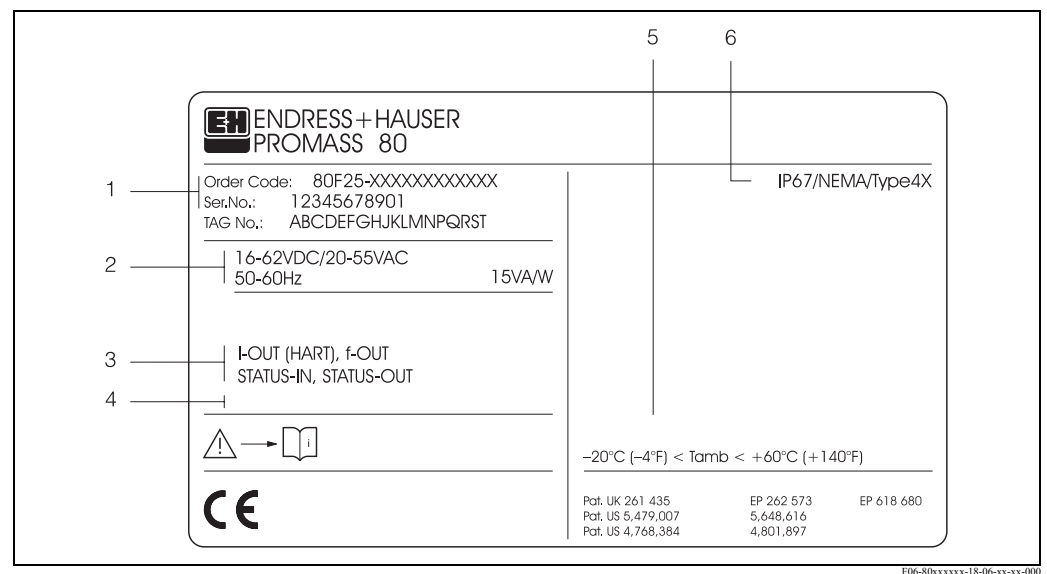 5 6
E+H ENDRESS+HAUSER
PROMASS 80
1
Order Code: 80F25-XXXXXXXXXXXX
Ser.No.: 12345678901
TAG No.: ABCDEFGHJKLMNPQRST
IP67/NEMA/Type4X
2
16-62VDC/20-55VAC
50-60Hz 15VA/W
3
I-OUT (HART), f-OUT
STATUS-IN, STATUS-OUT
4
i
–20°C (–4°F) < Tamb < +60°C (+140°F)
CE
Pat. UK 261 435 EP 262 573 EP 618 680
Pat. US 5,479,007 5,648,616
Pat. US 4,768,384 4,801,897
F06-80xxxxxx-18-06-xx-xx-000